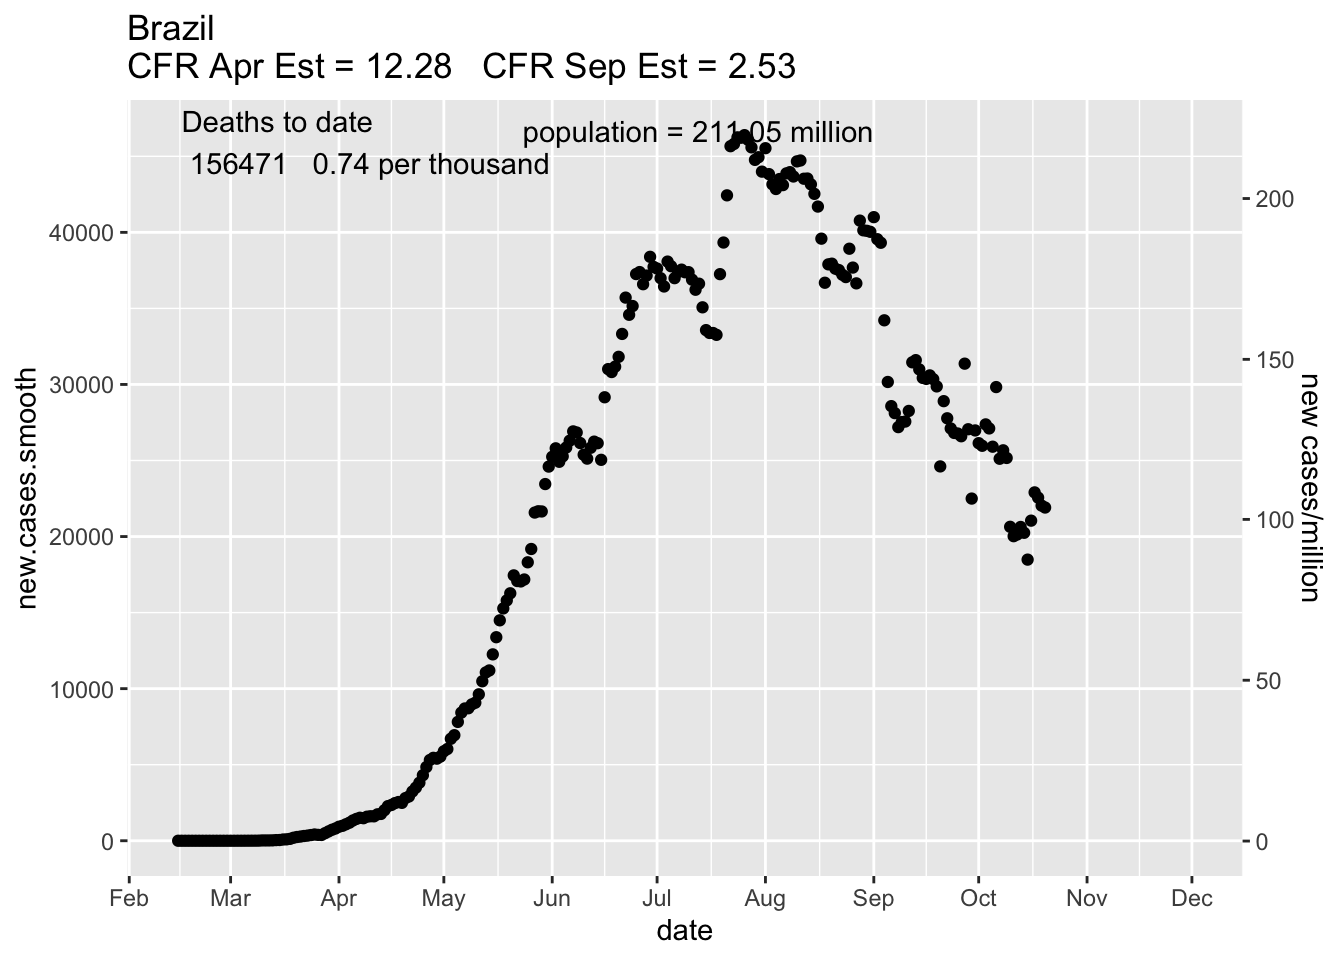 Brazil
CFR Apr Est = 12.28   CFR Sep Est = 2.53
Deaths to date
156471   0.74 per thousand
population = 211.05 million
new.cases.smooth
40000
30000
20000
10000
0
200
150
100
50
0
new cases/million
Feb Mar Apr May Jun Jul Aug Sep Oct Nov Dec
date